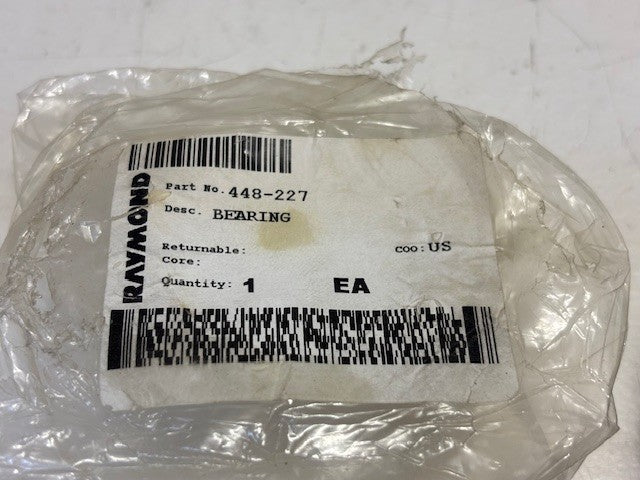 RAYMOND
Part No. 448-227
Desc. BEARING
Returnable: COO: US
Core:
Quantity: 1 EA